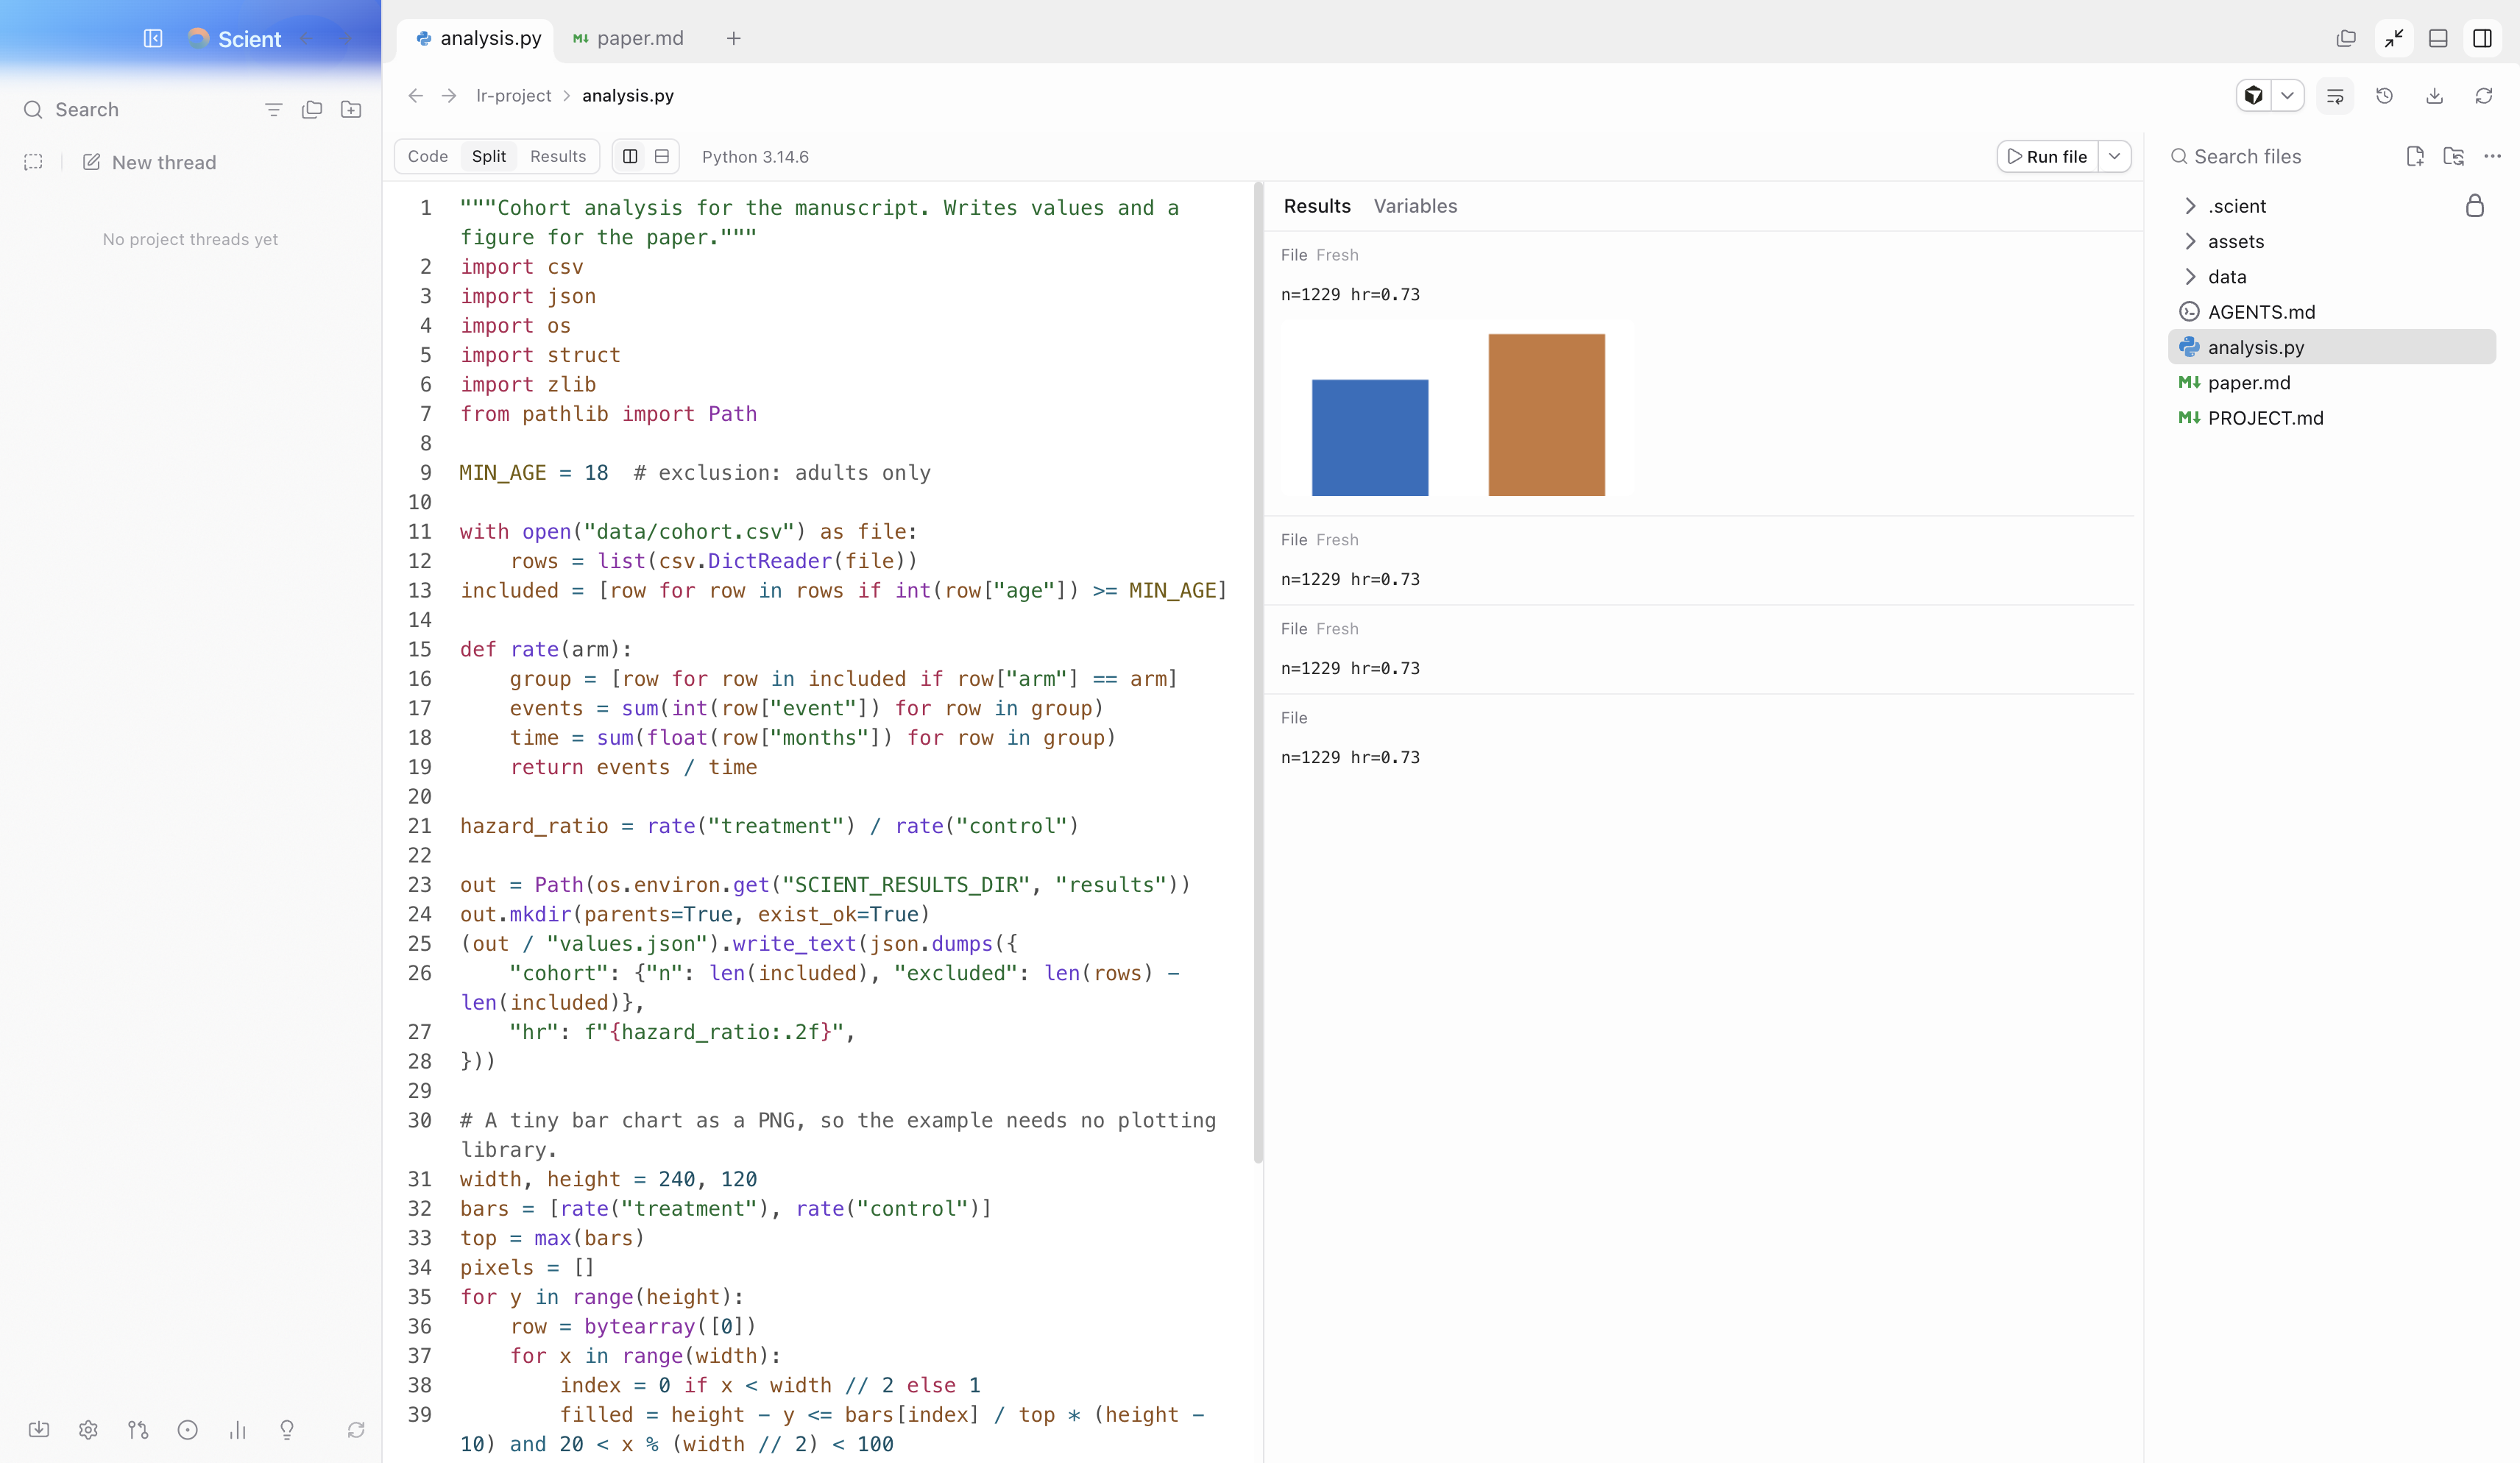 Scient
analysis.py
paper.md
Search
New thread
No project threads yet
lr-project > analysis.py
Code Split Results
Python 3.14.6
Run file
1 """Cohort analysis for the manuscript. Writes values and a
figure for the paper."""
2 import csv
3 import json
4 import os
5 import struct
6 import zlib
7 from pathlib import Path
8
9 MIN_AGE = 18  # exclusion: adults only
10
11 with open("data/cohort.csv") as file:
12     rows = list(csv.DictReader(file))
13 included = [row for row in rows if int(row["age"]) >= MIN_AGE]
14
15 def rate(arm):
16     group = [row for row in included if row["arm"] == arm]
17     events = sum(int(row["event"]) for row in group)
18     time = sum(float(row["months"]) for row in group)
19     return events / time
20
21 hazard_ratio = rate("treatment") / rate("control")
22
23 out = Path(os.environ.get("SCIENT_RESULTS_DIR", "results"))
24 out.mkdir(parents=True, exist_ok=True)
25 (out / "values.json").write_text(json.dumps({
26     "cohort": {"n": len(included), "excluded": len(rows) -
len(included)},
27     "hr": f"{hazard_ratio:.2f}",
28 }))
29
30 # A tiny bar chart as a PNG, so the example needs no plotting
library.
31 width, height = 240, 120
32 bars = [rate("treatment"), rate("control")]
33 top = max(bars)
34 pixels = []
35 for y in range(height):
36     row = bytearray([0])
37     for x in range(width):
38         index = 0 if x < width // 2 else 1
39         filled = height - y <= bars[index] / top * (height -
10) and 20 < x % (width // 2) < 100
Results Variables
File Fresh
n=1229 hr=0.73
File Fresh
n=1229 hr=0.73
File Fresh
n=1229 hr=0.73
File
n=1229 hr=0.73
Search files
.scient
assets
data
AGENTS.md
analysis.py
paper.md
PROJECT.md